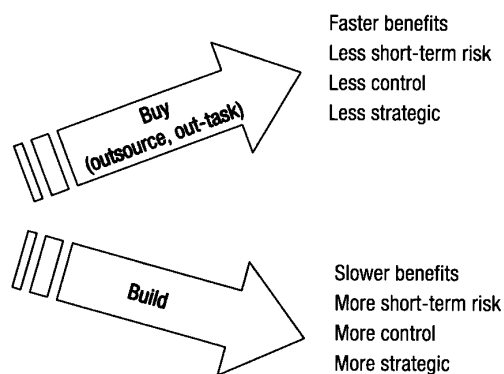 Buy
(outsource, out-task)
Faster benefits
Less short-term risk
Less control
Less strategic
Build
Slower benefits
More short-term risk
More control
More strategic